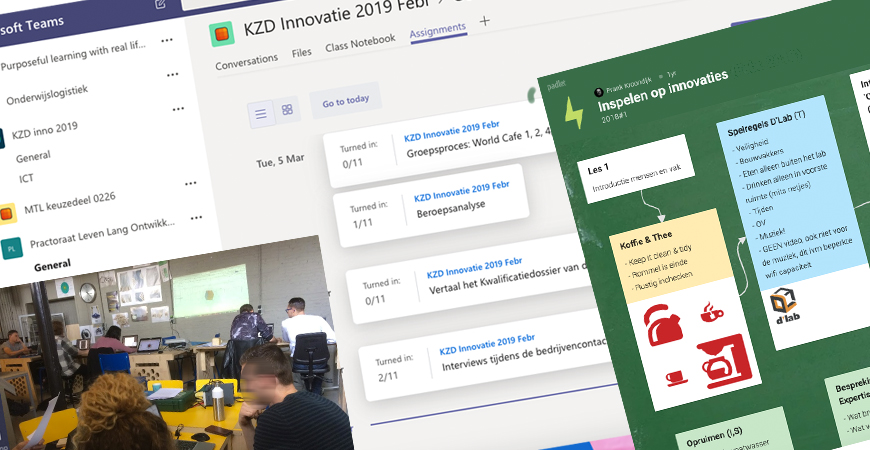 soft Teams
Purposeful learning with real lif...
Onderwijslogistiek
KZD inno 2019
General
ICT
MTL keuzedeel 0226
PL
Practoraat Leven Lang Ontwikk...
General
KZD Innovatie 2019 Febr
Conversations Files Class Notebook Assignments
Go to today
Tue, 5 Mar
Turned in:
0/11
KZD Innovatie 2019 Febr
Groepsproces: World Cafe 1, 2, 4
Turned in:
1/11
KZD Innovatie 2019 Febr
Beroepsanalyse
Turned in:
0/11
KZD Innovatie 2019 Febr
Vertaal het Kwalificatiedossier van d
Turned in:
2/11
KZD Innovatie 2019 Febr
Interviews tijdens de bedrijvencontac
padlet
Frank Kroondijk 1yr
Inspelen op innovaties
2018#1
Les 1
Introductie mensen en vak
Koffie & Thee
- Keep it clean & tidy
- Rommel is einde
- Rustig inchecken
Spelregels D'Lab (T)
- Veiligheid
- Bouwvakkers
- Eten alleen buiten het lab
- Drinken alleen in voorste
ruimte (mits netjes)
- Tijden
- OV
- Muziek!
- GEEN video, ook niet voor
de muziek, dit ivm beperkte
wifi capaciteit
d'lab
Opruimen (I,S)
Bespreki
Expertis
- Wat br
- Wat v